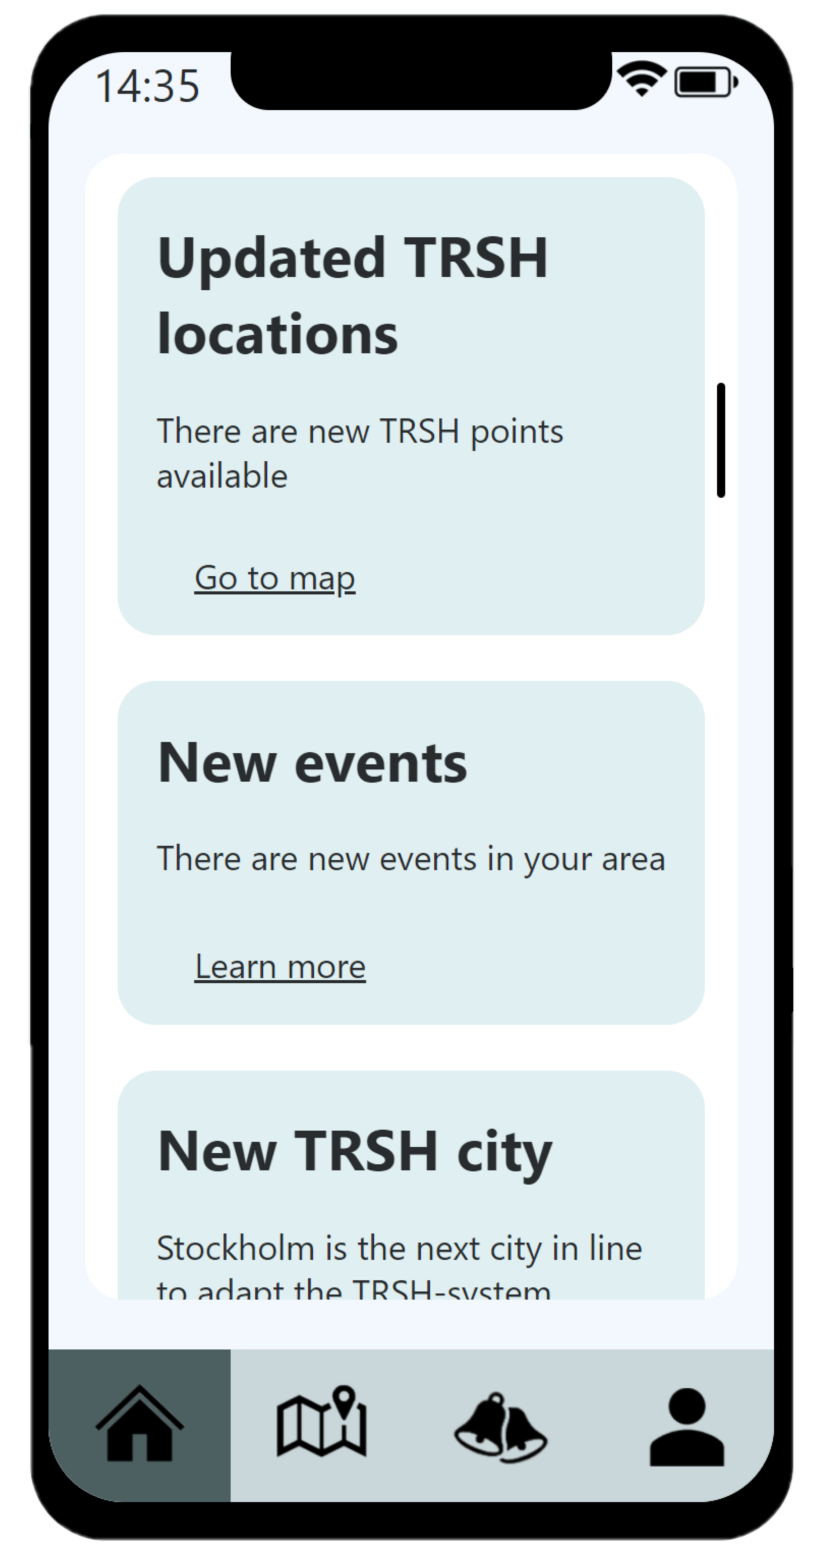 14:35
Updated TRSH
locations
There are new TRSH points
available
Go to map
New events
There are new events in your area
Learn more
New TRSH city
Stockholm is the next city in line
to adapt the TRSH-system